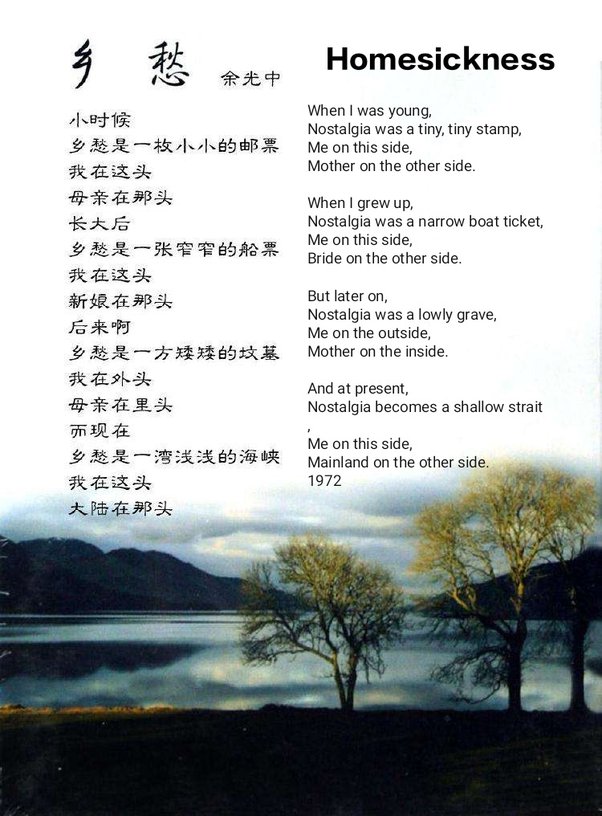 乡愁 余光中
小时候
乡愁是一枚小小的邮票
我在这头
母亲在那头
长大后
乡愁是一张窄窄的船票
我在这头
新娘在那头
后来啊
乡愁是一方矮矮的坟墓
我在外头
母亲在里头
而现在
乡愁是一湾浅浅的海峡
我在这头
大陆在那头
Homesickness
When I was young,
Nostalgia was a tiny, tiny stamp,
Me on this side,
Mother on the other side.
When I grew up,
Nostalgia was a narrow boat ticket,
Me on this side,
Bride on the other side.
But later on,
Nostalgia was a lowly grave,
Me on the outside,
Mother on the inside.
And at present,
Nostalgia becomes a shallow strait
,
Me on this side,
Mainland on the other side.
1972